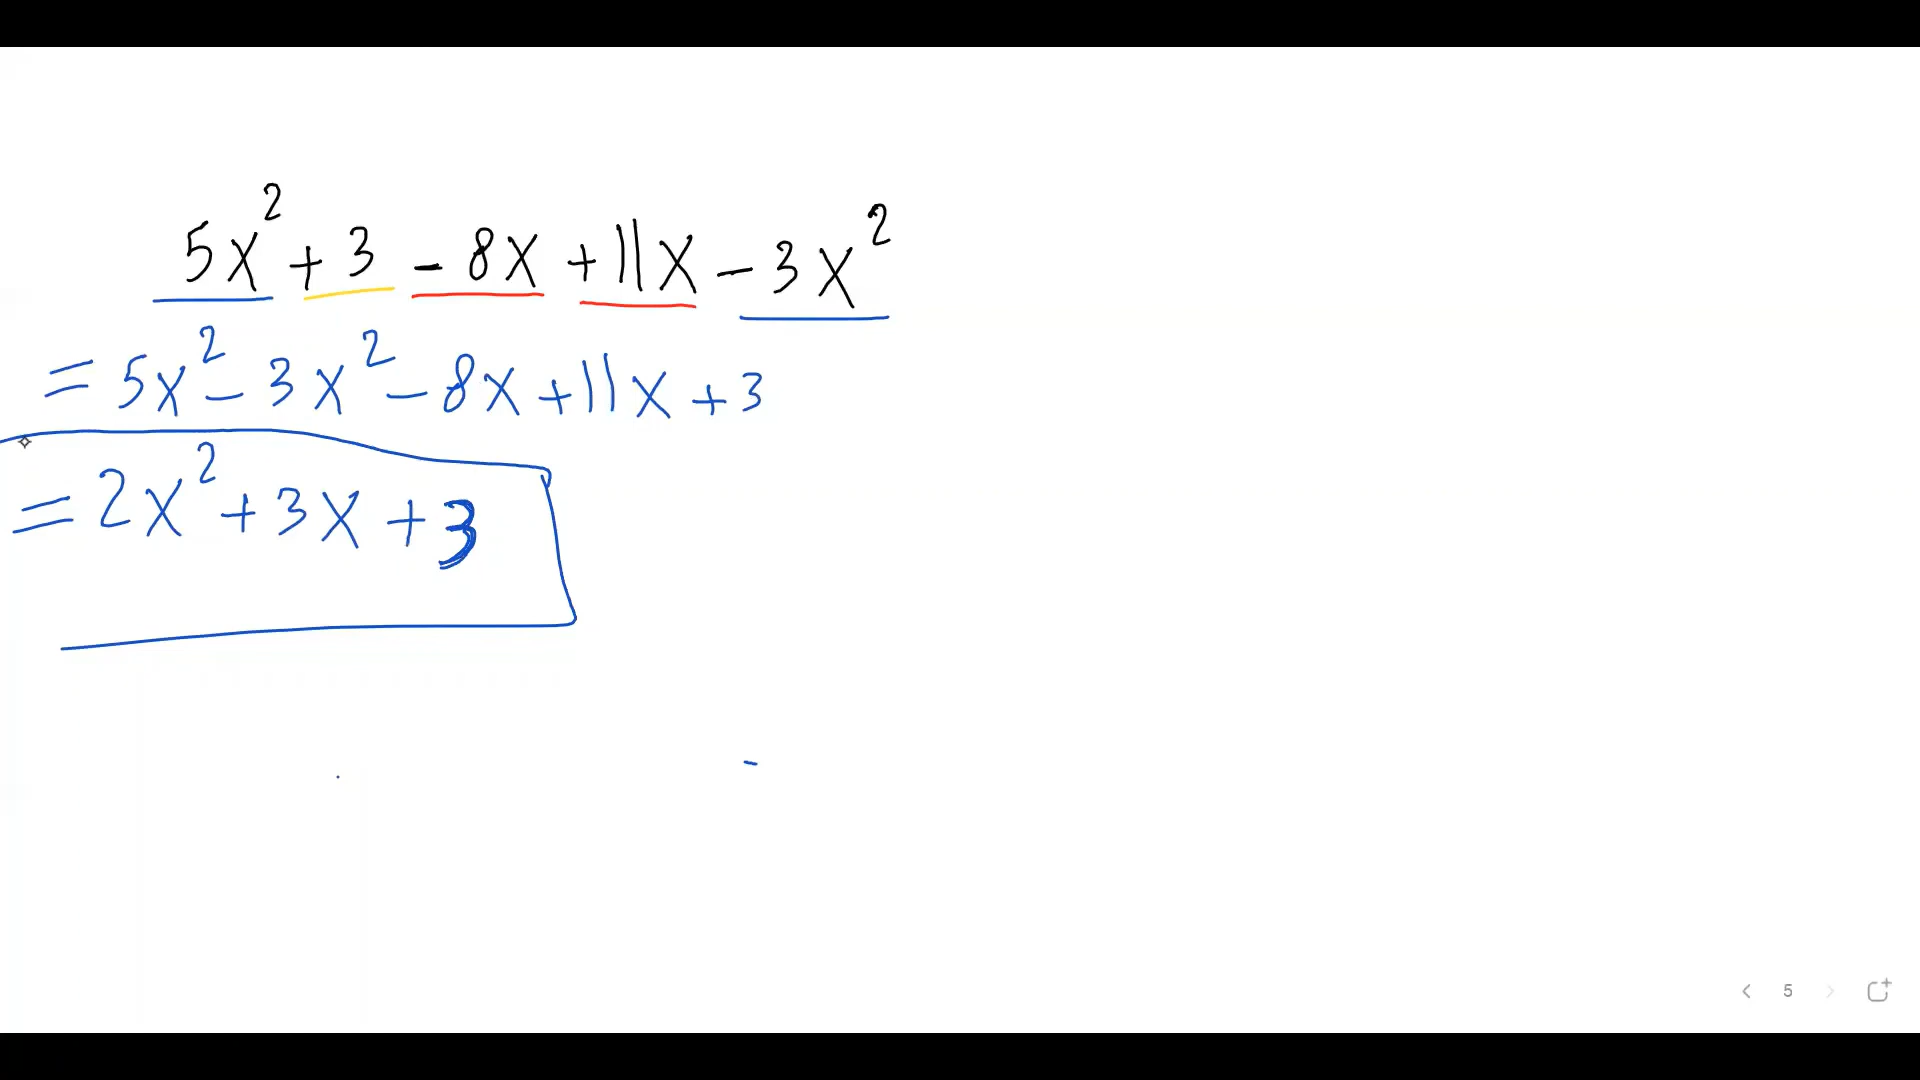 5x² + 3 - 8x + 11x - 3x²
= 5x² - 3x² - 8x + 11x + 3
= 2x² + 3x + 3
5